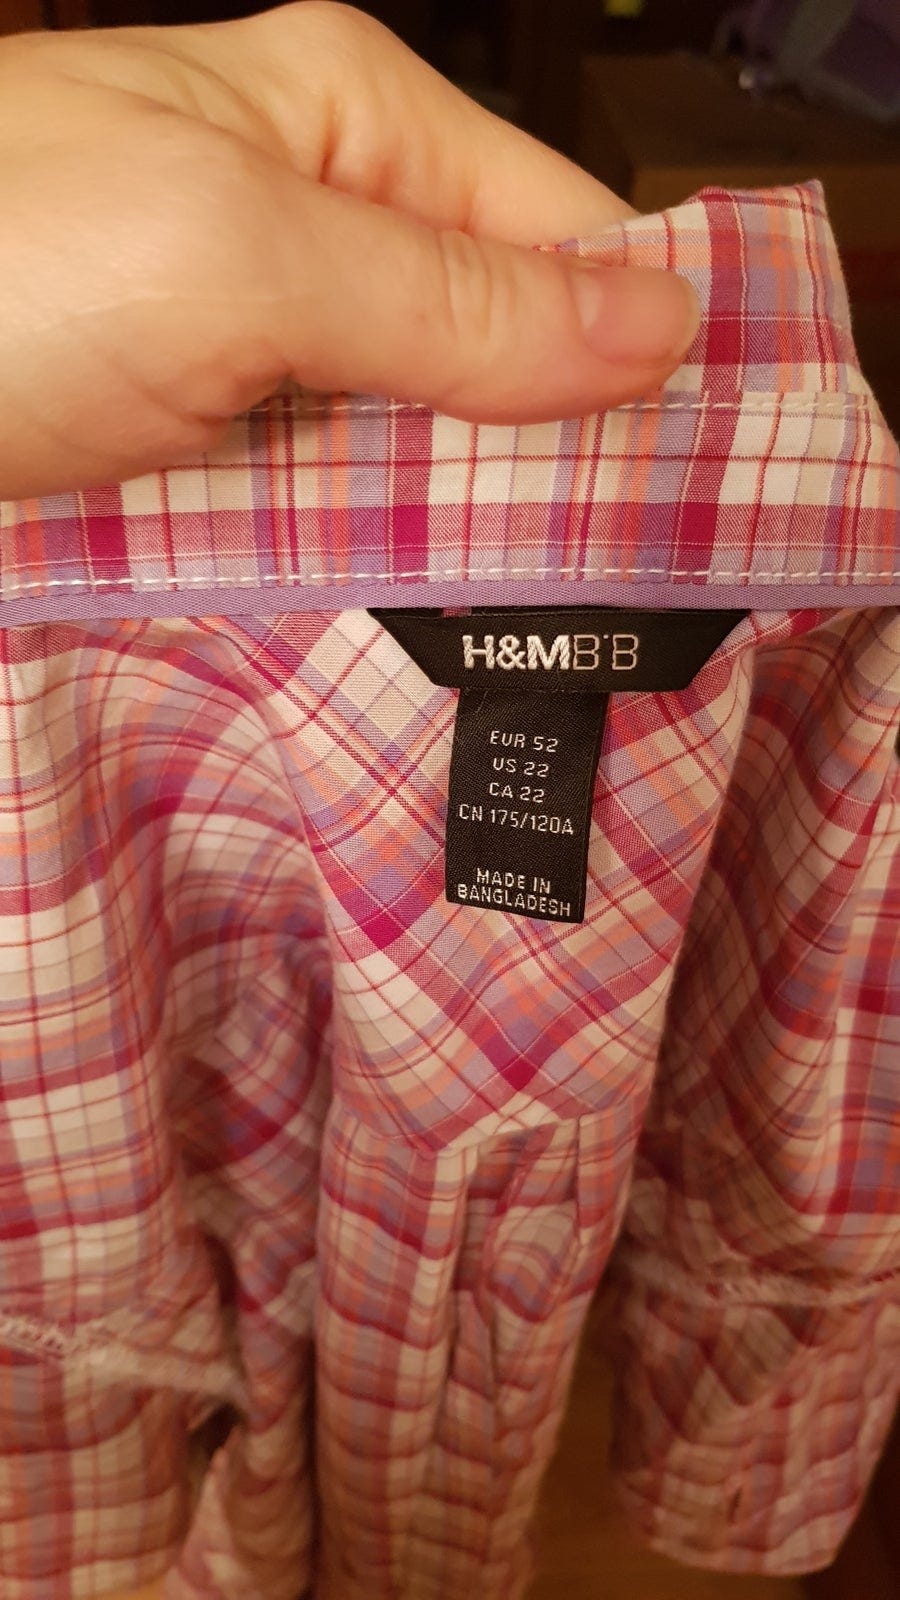 H&MB¨B
EUR 52
US 22
CA 22
CN 175/120A
MADE IN
BANGLADESH